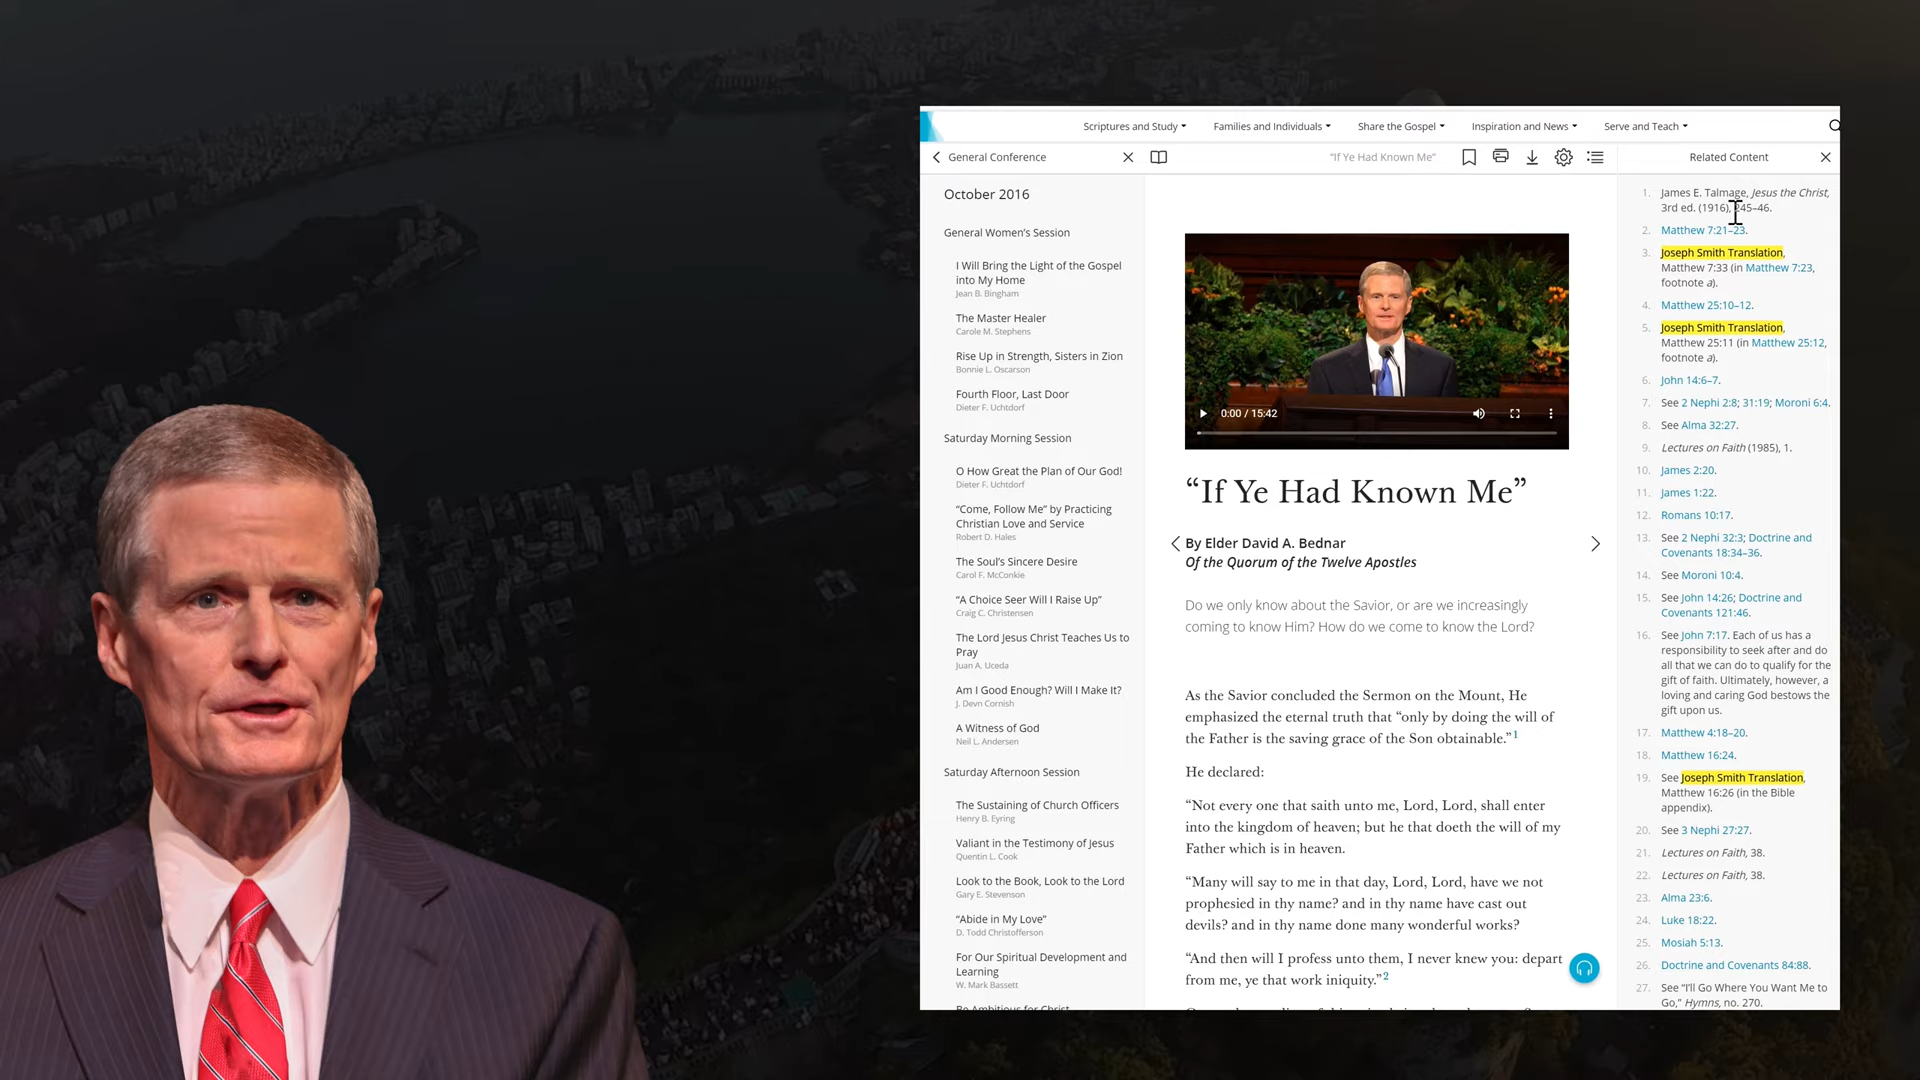 Scriptures and Study Families and Individuals Share the Gospel Inspiration and News Serve and Teach
General Conference
"If Ye Had Known Me"
Related Content
October 2016
General Women's Session
I Will Bring the Light of the Gospel
into My Home
Jean B. Bingham
The Master Healer
Carole M. Stephens
Rise Up in Strength, Sisters in Zion
Bonnie L. Oscarson
Fourth Floor, Last Door
Dieter F. Uchtdorf
Saturday Morning Session
O How Great the Plan of Our God!
Dieter F. Uchtdorf
"Come, Follow Me" by Practicing
Christian Love and Service
Robert D. Hales
The Soul's Sincere Desire
Carol F. McConkie
"A Choice Seer Will I Raise Up"
Craig C. Christensen
The Lord Jesus Christ Teaches Us to
Pray
Juan A. Uceda
Am I Good Enough? Will I Make It?
J. Devn Cornish
A Witness of God
Neil L. Andersen
Saturday Afternoon Session
The Sustaining of Church Officers
Henry B. Eyring
Valiant in the Testimony of Jesus
Quentin L. Cook
Look to the Book, Look to the Lord
Gary E. Stevenson
"Abide in My Love"
D. Todd Christofferson
For Our Spiritual Development and
Learning
W. Mark Bassett
Be Ambitious for Christ
0:00 / 15:42
"If Ye Had Known Me"
By Elder David A. Bednar
Of the Quorum of the Twelve Apostles
Do we only know about the Savior, or are we increasingly
coming to know Him? How do we come to know the Lord?
As the Savior concluded the Sermon on the Mount, He
emphasized the eternal truth that "only by doing the will of
the Father is the saving grace of the Son obtainable."1
He declared:
"Not every one that saith unto me, Lord, Lord, shall enter
into the kingdom of heaven; but he that doeth the will of my
Father which is in heaven.
"Many will say to me in that day, Lord, Lord, have we not
prophesied in thy name? and in thy name have cast out
devils? and in thy name done many wonderful works?
"And then will I profess unto them, I never knew you: depart
from me, ye that work iniquity."2
1. James E. Talmage, Jesus the Christ,
3rd ed. (1916), 245–46.
2. Matthew 7:21–23.
3. Joseph Smith Translation,
Matthew 7:33 (in Matthew 7:23,
footnote a).
4. Matthew 25:10–12.
5. Joseph Smith Translation,
Matthew 25:11 (in Matthew 25:12,
footnote a).
6. John 14:6–7.
7. See 2 Nephi 2:8; 31:19; Moroni 6:4.
8. See Alma 32:27.
9. Lectures on Faith (1985), 1.
10. James 2:20.
11. James 1:22.
12. Romans 10:17.
13. See 2 Nephi 32:3; Doctrine and
Covenants 18:34–36.
14. See Moroni 10:4.
15. See John 14:26; Doctrine and
Covenants 121:46.
16. See John 7:17. Each of us has a
responsibility to seek after and do
all that we can do to qualify for the
gift of faith. Ultimately, however, a
loving and caring God bestows the
gift upon us.
17. Matthew 4:18–20.
18. Matthew 16:24.
19. See Joseph Smith Translation,
Matthew 16:26 (in the Bible
appendix).
20. See 3 Nephi 27:27.
21. Lectures on Faith, 38.
22. Lectures on Faith, 38.
23. Alma 23:6.
24. Luke 18:22.
25. Mosiah 5:13.
26. Doctrine and Covenants 84:88.
27. See "I'll Go Where You Want Me to
Go," Hymns, no. 270.